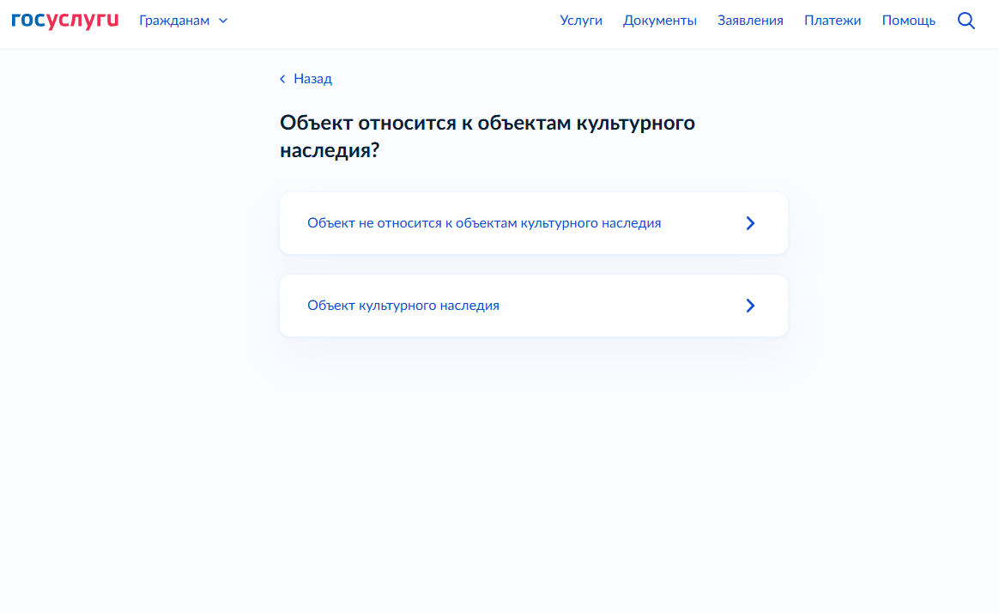 госуслуги Гражданам Услуги Документы Заявления Платежи Помощь
Назад
Объект относится к объектам культурного
наследия?
Объект не относится к объектам культурного наследия
Объект культурного наследия